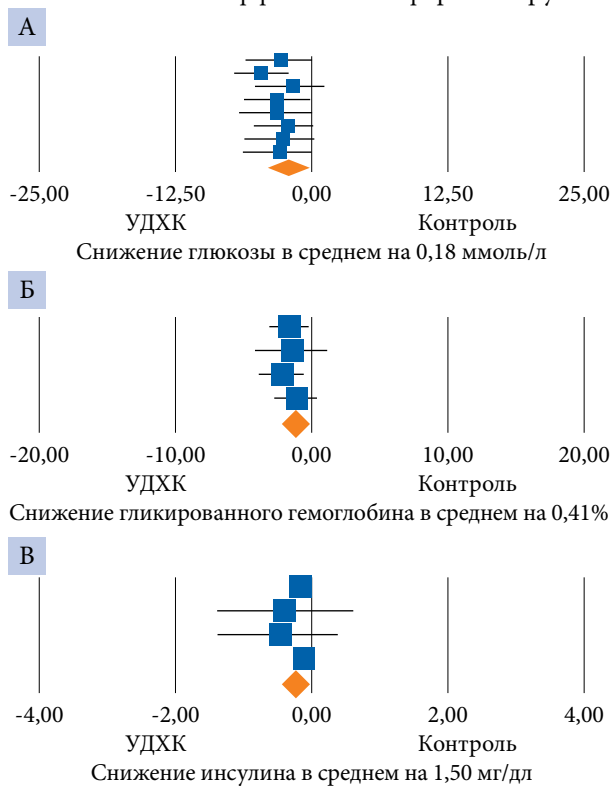 А
-25,00 -12,50 0,00 12,50 25,00
УДХК Контроль
Снижение глюкозы в среднем на 0,18 ммоль/л
Б
-20,00 -10,00 0,00 10,00 20,00
УДХК Контроль
Снижение гликированного гемоглобина в среднем на 0,41%
В
-4,00 -2,00 0,00 2,00 4,00
УДХК Контроль
Снижение инсулина в среднем на 1,50 мг/дл